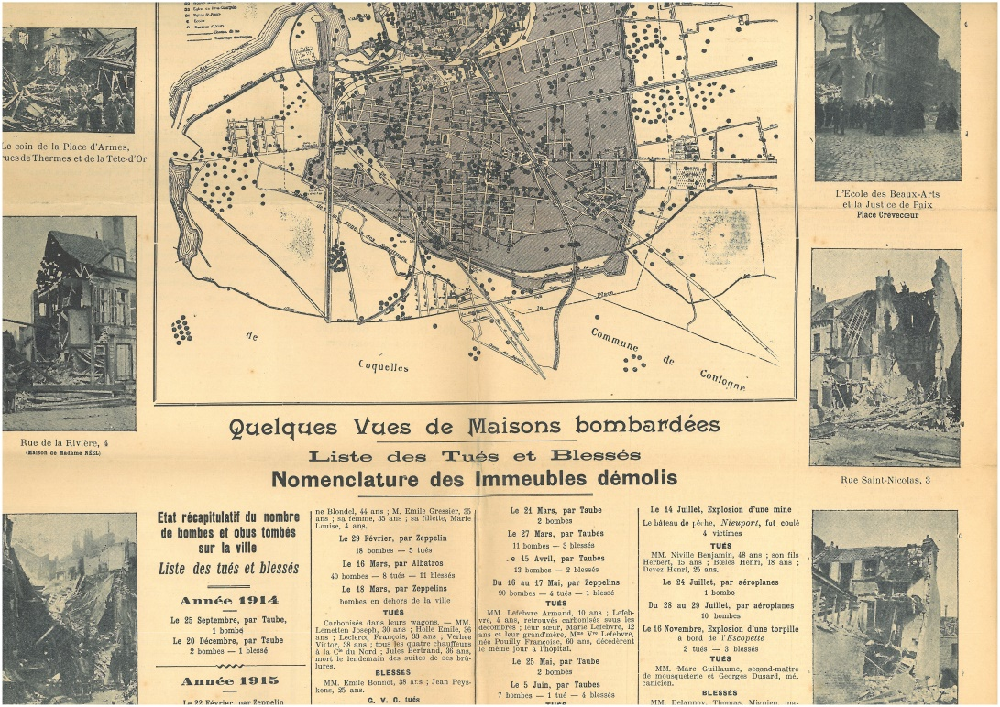 Le coin de la Place d'Armes,
rues de Thermes et de la Tête-d'Or
Rue de la Rivière, 4
(Maison de Madame NÉEL)
L'Ecole des Beaux-Arts
et la Justice de Paix
Place Crèvecœur
Rue Saint-Nicolas, 3
de
Coquelles
Commune de Coulogne
Quelques Vues de Maisons bombardées
Liste des Tués et Blessés
Nomenclature des Immeubles démolis
Etat récapitulatif du nombre
de bombes et obus tombés
sur la ville
Liste des tués et blessés
Année 1914
Le 25 Septembre, par Taube,
1 bombe
Le 20 Décembre, par Taube
2 bombes — 1 blessé
Année 1915
Le 22 Février, par Zeppelin
ne Blondel, 44 ans ; M. Emile Gressier, 35
ans ; sa femme, 35 ans ; sa fillette, Marie
Louise, 4 ans.
Le 29 Février, par Zeppelin
18 bombes — 5 tués
Le 16 Mars, par Albatros
40 bombes — 8 tués — 11 blessés
Le 18 Mars, par Zeppelins
bombes en dehors de la ville
TUÉS
Carbonisés dans leurs wagons. — MM.
Lemetten Joseph, 30 ans ; Holle Emile, 36
ans ; Leclercq François, 33 ans ; Verhee
Victor, 38 ans ; tous les quatre chauffeurs
à la Cie du Nord ; Jules Bertrand, 36 ans,
mort le lendemain des suites de ses brû-
lures.
BLESSÉS
MM. Emile Bonnot, 38 ans ; Jean Peys-
kens, 25 ans.
G. V. C. tués
Le 21 Mars, par Taube
2 bombes
Le 27 Mars, par Taubes
11 bombes — 3 blessés
e 15 Avril, par Taubes
13 bombes — 2 blessés
Du 16 au 17 Mai, par Zeppelins
90 bombes — 4 tués — 1 blessé
TUÉS
MM. Lefebvre Armand, 10 ans ; Lefeb-
vre, 4 ans, retrouvés carbonisés sous les
décombres ; leur sœur, Marie Lefebvre, 12
ans et leur grand'mère, Mme Vve Lefebvre,
née Pouilly Françoise, 60 ans, décédèrent
le même jour à l'hôpital.
Le 25 Mai, par Taube
2 bombes
Le 5 Juin, par Taubes
7 bombes — 1 tué — 4 blessés
TUÉS
Le 14 Juillet, Explosion d'une mine
Le bâteau de pêche, Nieuport, fut coulé
4 victimes
TUÉS
MM. Niville Benjamin, 48 ans ; son fils
Herbert, 15 ans ; Bœles Henri, 18 ans ;
Devez Henri, 25 ans.
Le 24 Juillet, par aéroplanes
1 bombe
Du 28 au 29 Juillet, par aéroplanes
10 bombes
Le 16 Novembre, Explosion d'une torpille
à bord de l'Escopette
2 tués — 3 blessés
TUÉS
MM. Marc Guillaume, second-maître
de mousqueterie et Georges Dusard, mé-
canicien.
BLESSÉS
MM. Delannoy, Thomas, Mignien, ma-